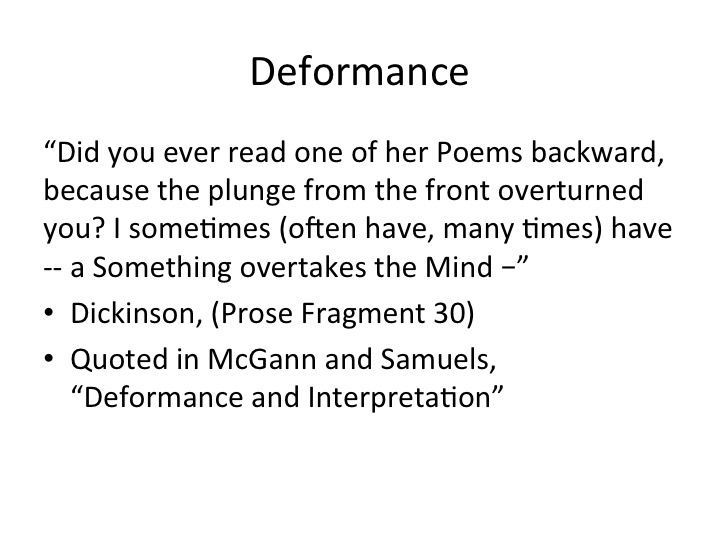 Deformance
“Did you ever read one of her Poems backward,
because the plunge from the front overturned
you? I sometimes (often have, many times) have
-- a Something overtakes the Mind –”
• Dickinson, (Prose Fragment 30)
• Quoted in McGann and Samuels,
“Deformance and Interpretation”